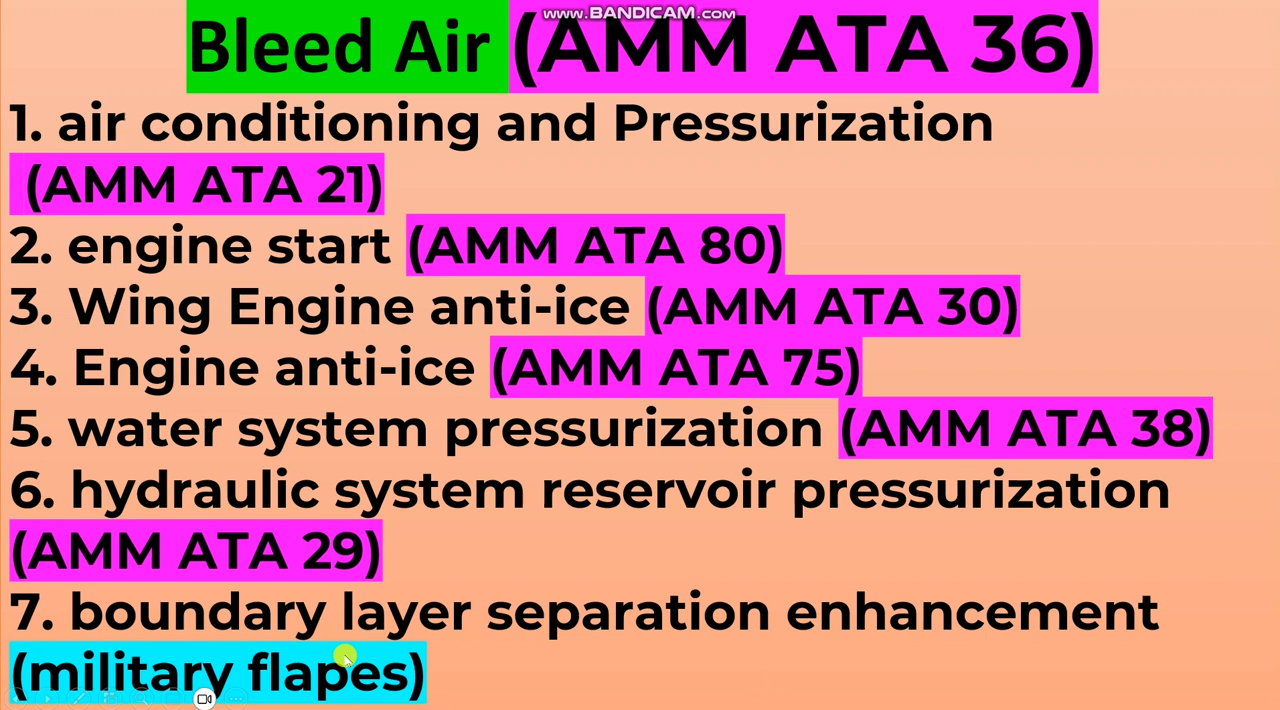 www.BANDICAM.com
Bleed Air (AMM ATA 36)
1. air conditioning and Pressurization
(AMM ATA 21)
2. engine start (AMM ATA 80)
3. Wing Engine anti-ice (AMM ATA 30)
4. Engine anti-ice (AMM ATA 75)
5. water system pressurization (AMM ATA 38)
6. hydraulic system reservoir pressurization
(AMM ATA 29)
7. boundary layer separation enhancement
(military flapes)